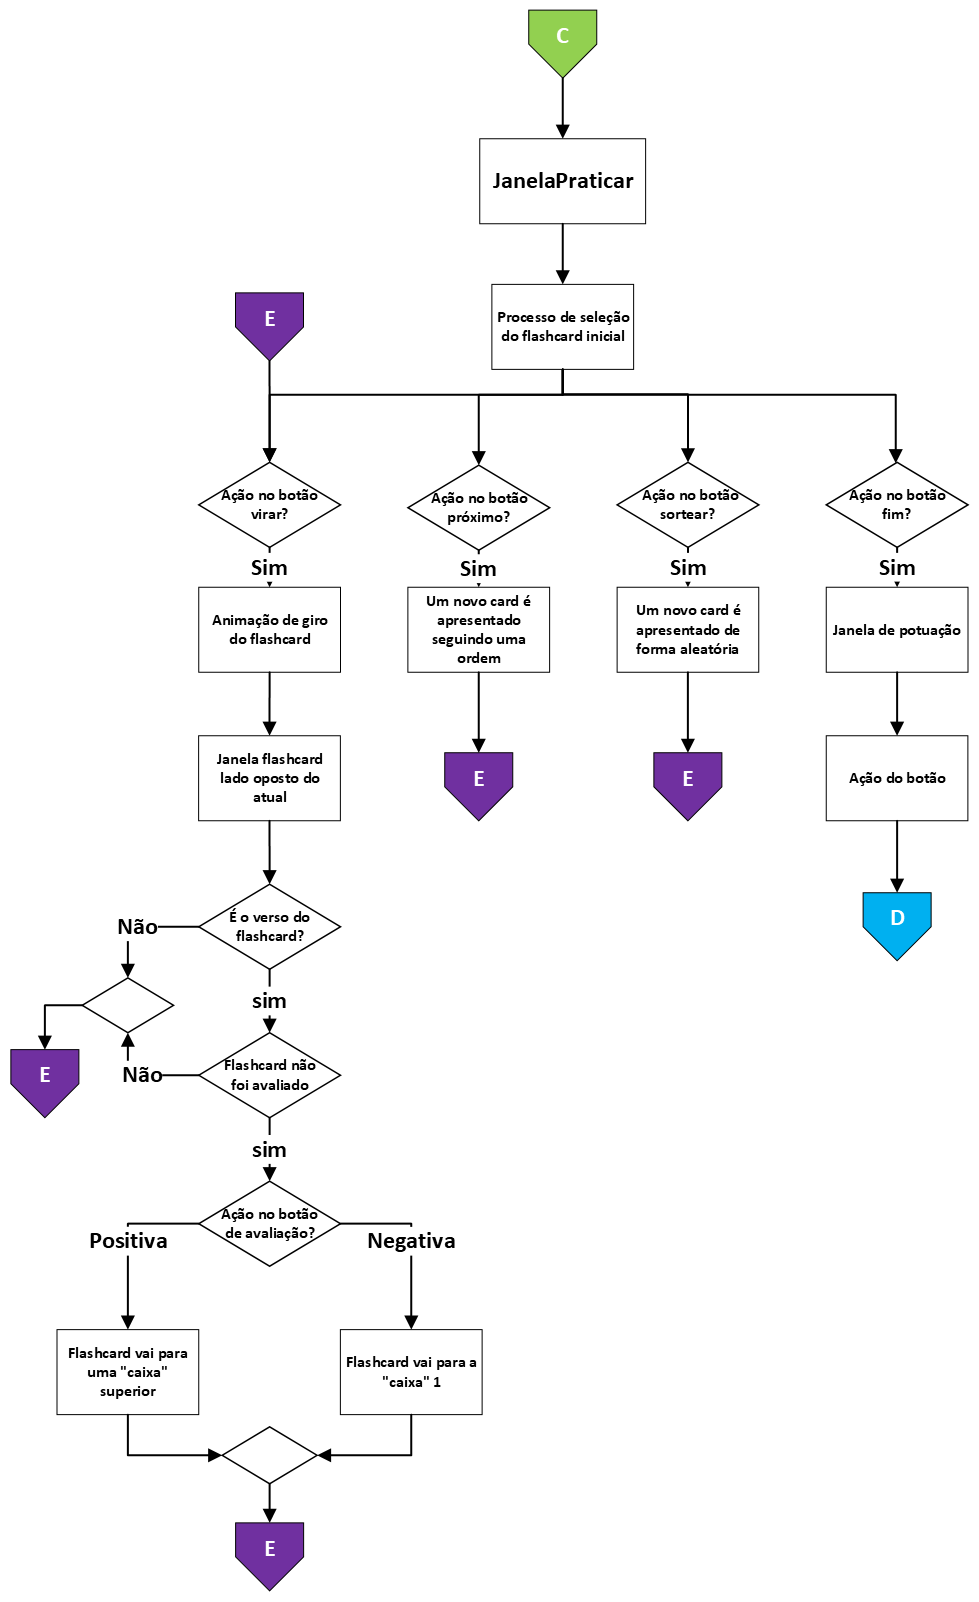 C
JanelaPraticar
E
Processo de seleção
do flashcard inicial
Ação no botão
virar?
Ação no botão
próximo?
Ação no botão
sortear?
Ação no botão
fim?
Sim
Sim
Sim
Sim
Animação de giro
do flashcard
Um novo card é
apresentado
seguindo uma
ordem
Um novo card é
apresentado de
forma aleatória
Janela de potuação
Janela flashcard
lado oposto do
atual
E
E
Ação do botão
É o verso do
flashcard?
Não
D
sim
E
Flashcard não
foi avaliado
Não
sim
Ação no botão
de avaliação?
Positiva
Negativa
Flashcard vai para
uma "caixa"
superior
Flashcard vai para a
"caixa" 1
E